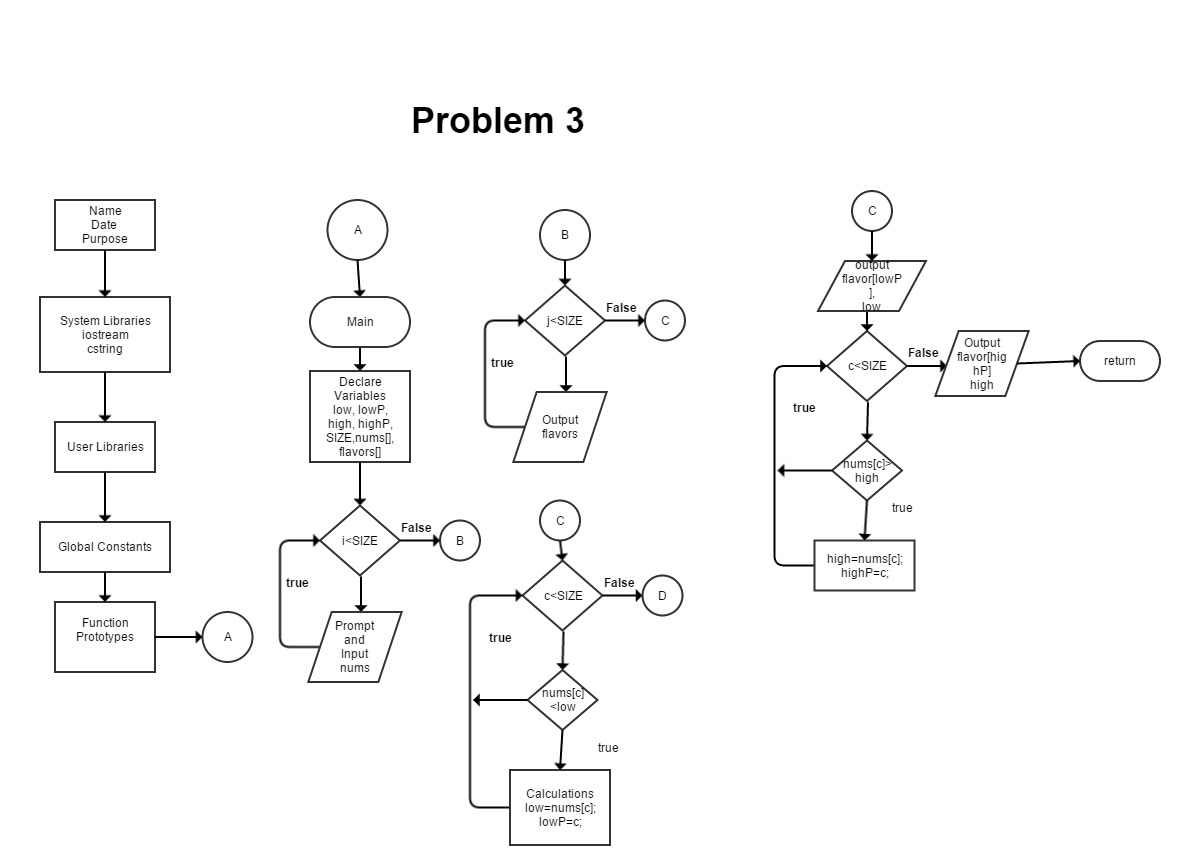 Problem 3
Name
Date
Purpose
System Libraries
iostream
cstring
User Libraries
Global Constants
Function
Prototypes
A
A
Main
Declare
Variables
low, lowP,
high, highP,
SIZE,nums[],
flavors[]
i<SIZE
False
B
true
Prompt
and
Input
nums
B
j<SIZE
False
C
true
Output
flavors
C
c<SIZE
False
D
true
nums[c]
<low
true
Calculations
low=nums[c];
lowP=c;
C
output
flavor[lowP
],
low
c<SIZE
False
Output
flavor[hig
hP]
high
return
true
nums[c]>
high
true
high=nums[c];
highP=c;